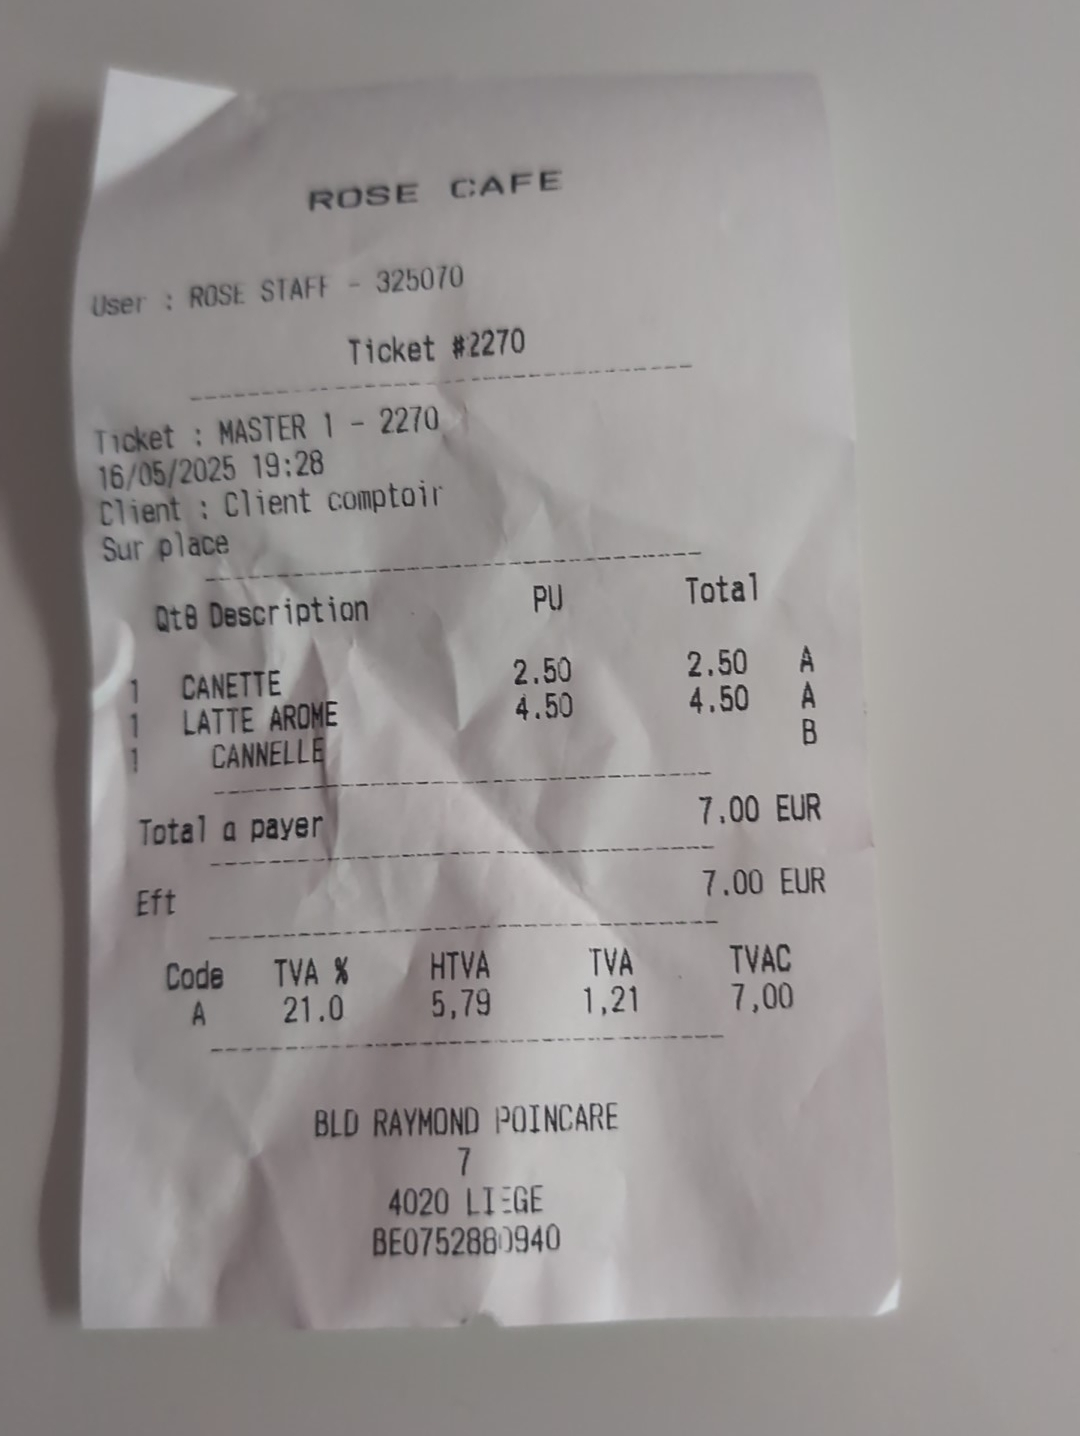 ROSE CAFE
User : ROSE STAFF - 325070
Ticket #2270
Ticket : MASTER 1 - 2270
16/05/2025 19:28
Client : Client comptoir
Sur place
Qt8 Description PU Total
1 CANETTE 2.50 2.50 A
1 LATTE AROME 4.50 4.50 A
1 CANNELLE B
Total a payer 7.00 EUR
Eft 7.00 EUR
Code TVA % HTVA TVA TVAC
A 21.0 5,79 1,21 7,00
BLD RAYMOND POINCARE
7
4020 LIEGE
BE0752880940